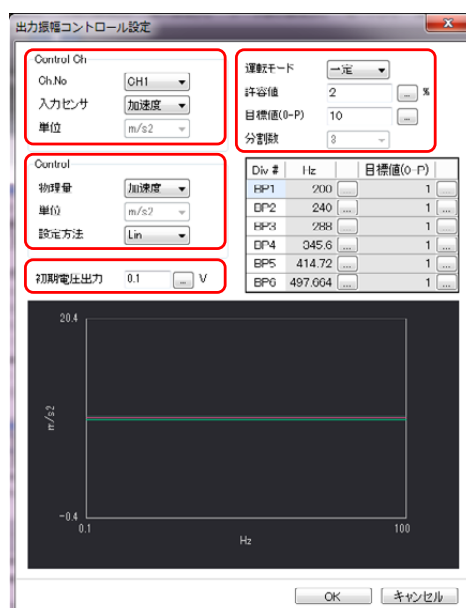 出力振幅コントロール設定
Control Ch
Ch.No CH1
入力センサ 加速度
単位 m/s2
運転モード 一定
許容値 2 ... %
目標値(0-P) 10 ...
分割数 3
Control
物理量 加速度
単位 m/s2
設定方法 Lin
初期電圧出力 0.1 ... V
Div # Hz 目標値(0-P)
BP1 200 ... 1 ...
BP2 240 ... 1 ...
BP3 288 ... 1 ...
BP4 345.6 ... 1 ...
BP5 414.72 ... 1 ...
BP6 497.664 ... 1 ...
20.4
m/s2
-0.4
0.1 100
Hz
OK キャンセル